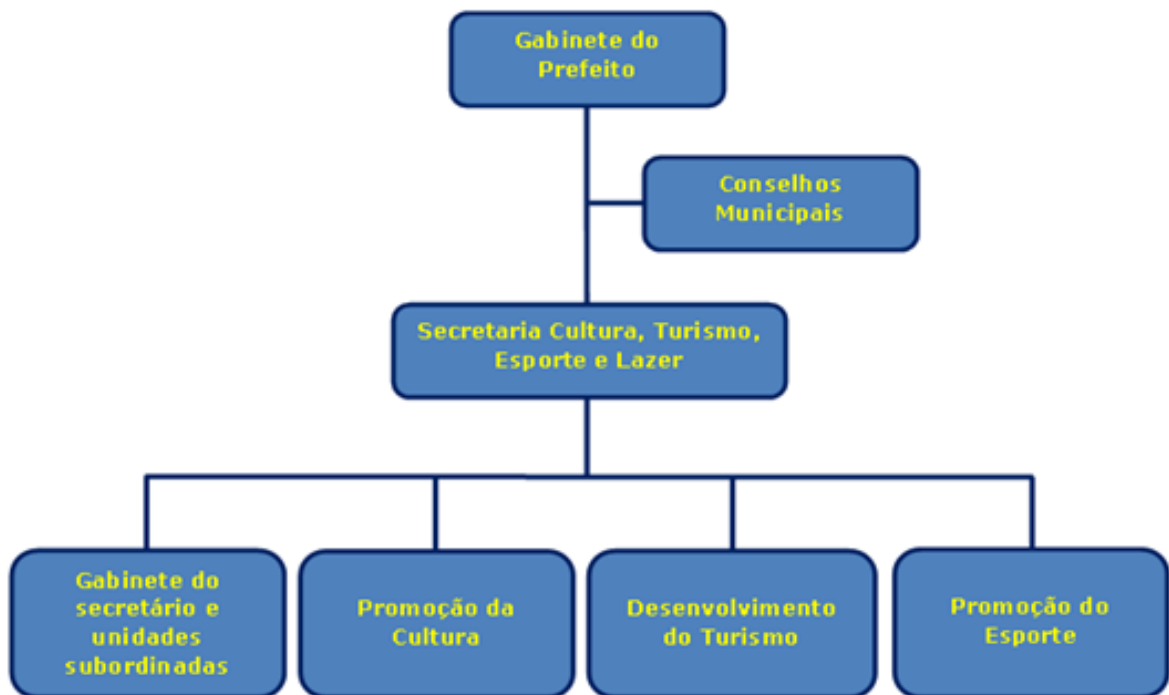 Gabinete do
Prefeito
Conselhos
Municipais
Secretaria Cultura, Turismo,
Esporte e Lazer
Gabinete do
secretário e
unidades
subordinadas
Promoção da
Cultura
Desenvolvimento
do Turismo
Promoção do
Esporte